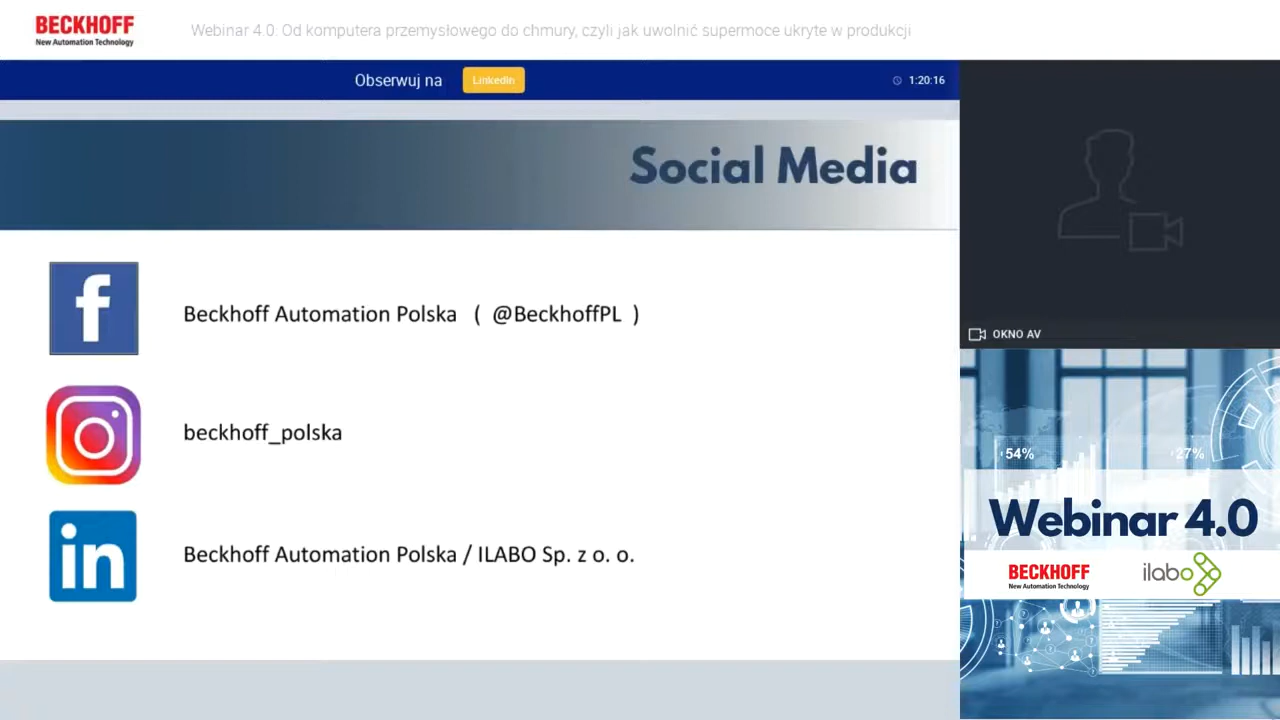 BECKHOFF
New Automation Technology
Webinar 4.0: Od komputera przemysłowego do chmury, czyli jak uwolnić supermoce ukryte w produkcji
Obserwuj na
LinkedIn
1:20:16
Social Media
Beckhoff Automation Polska ( @BeckhoffPL )
beckhoff_polska
in
Beckhoff Automation Polska / ILABO Sp. z o. o.
OKNO AV
54%
27%
Webinar 4.0
BECKHOFF
New Automation Technology
ilabo